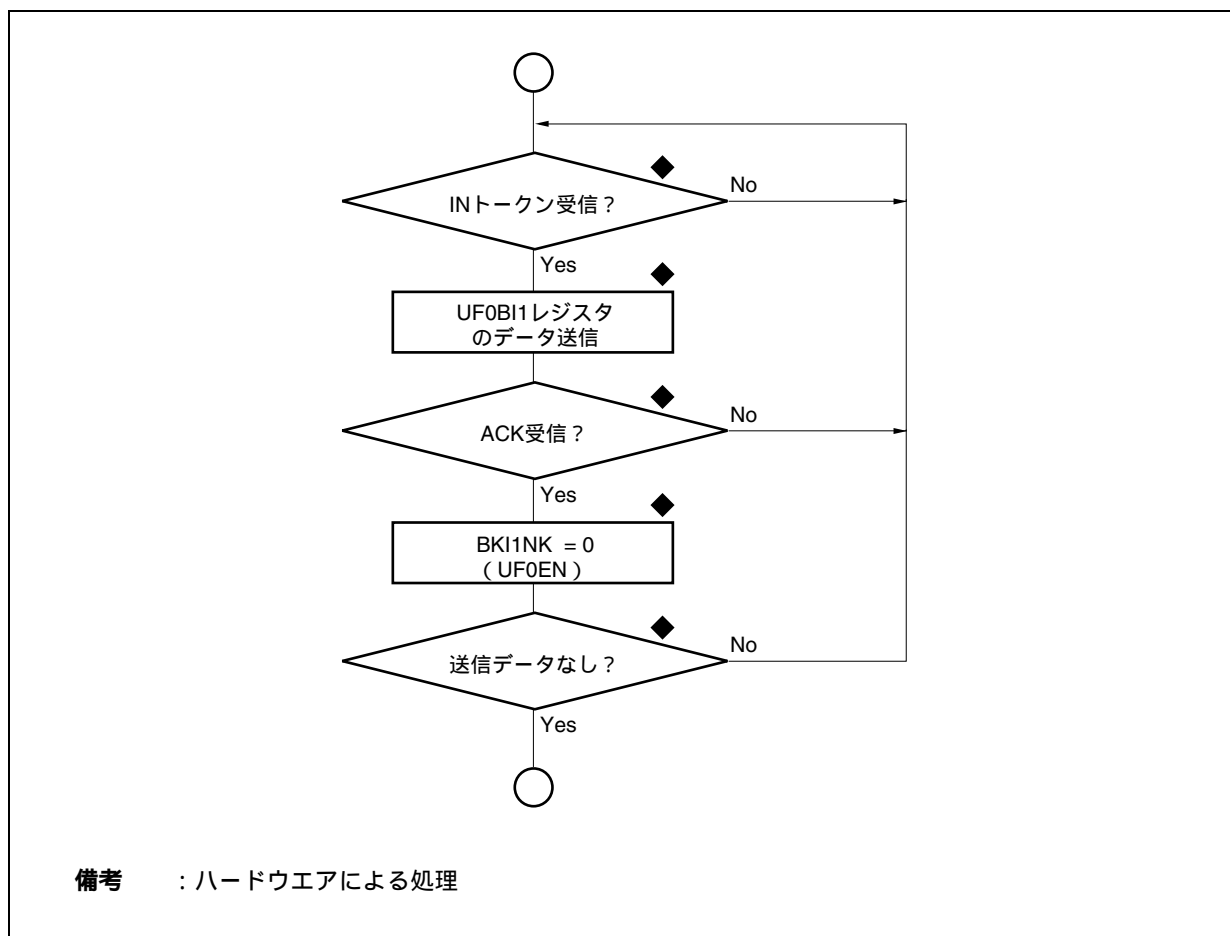 INトークン受信？
No
Yes
UF0BI1レジスタ
のデータ送信
ACK受信？
No
Yes
BKI1NK = 0
（UF0EN）
送信データなし？
No
Yes
備考 ：ハードウエアによる処理